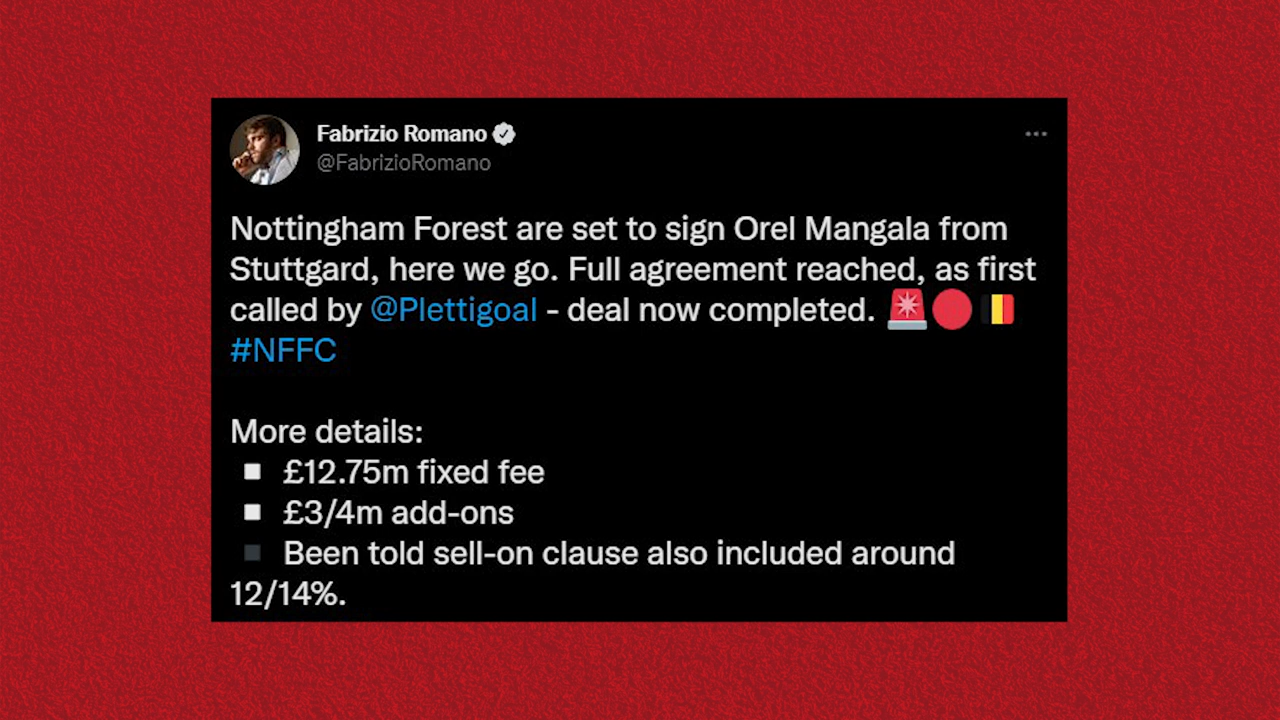 Fabrizio Romano
@FabrizioRomano
Nottingham Forest are set to sign Orel Mangala from
Stuttgard, here we go. Full agreement reached, as first
called by @Plettigoal - deal now completed. 🚨🔴🇧🇪
#NFFC
More details:
▫️ £12.75m fixed fee
▫️ £3/4m add-ons
▪️ Been told sell-on clause also included around
12/14%.